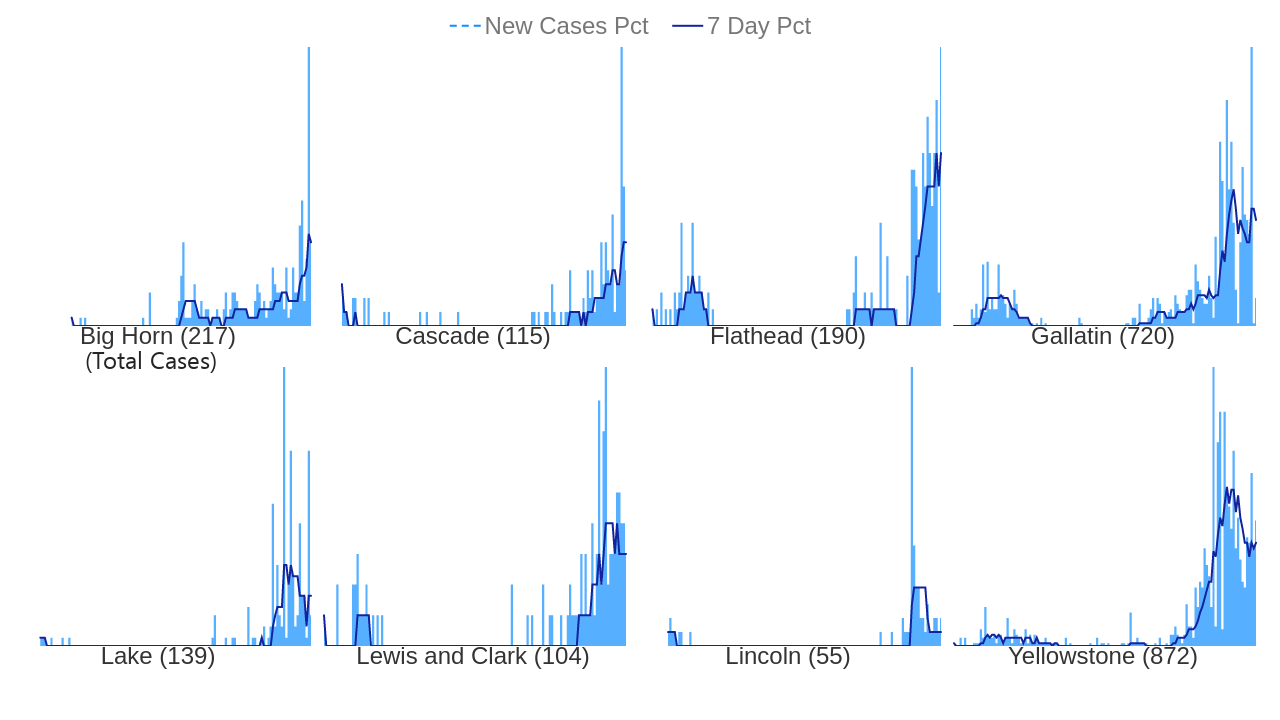 New Cases Pct 7 Day Pct
Big Horn (217) Cascade (115) Flathead (190) Gallatin (720)
(Total Cases)
Lake (139) Lewis and Clark (104) Lincoln (55) Yellowstone (872)